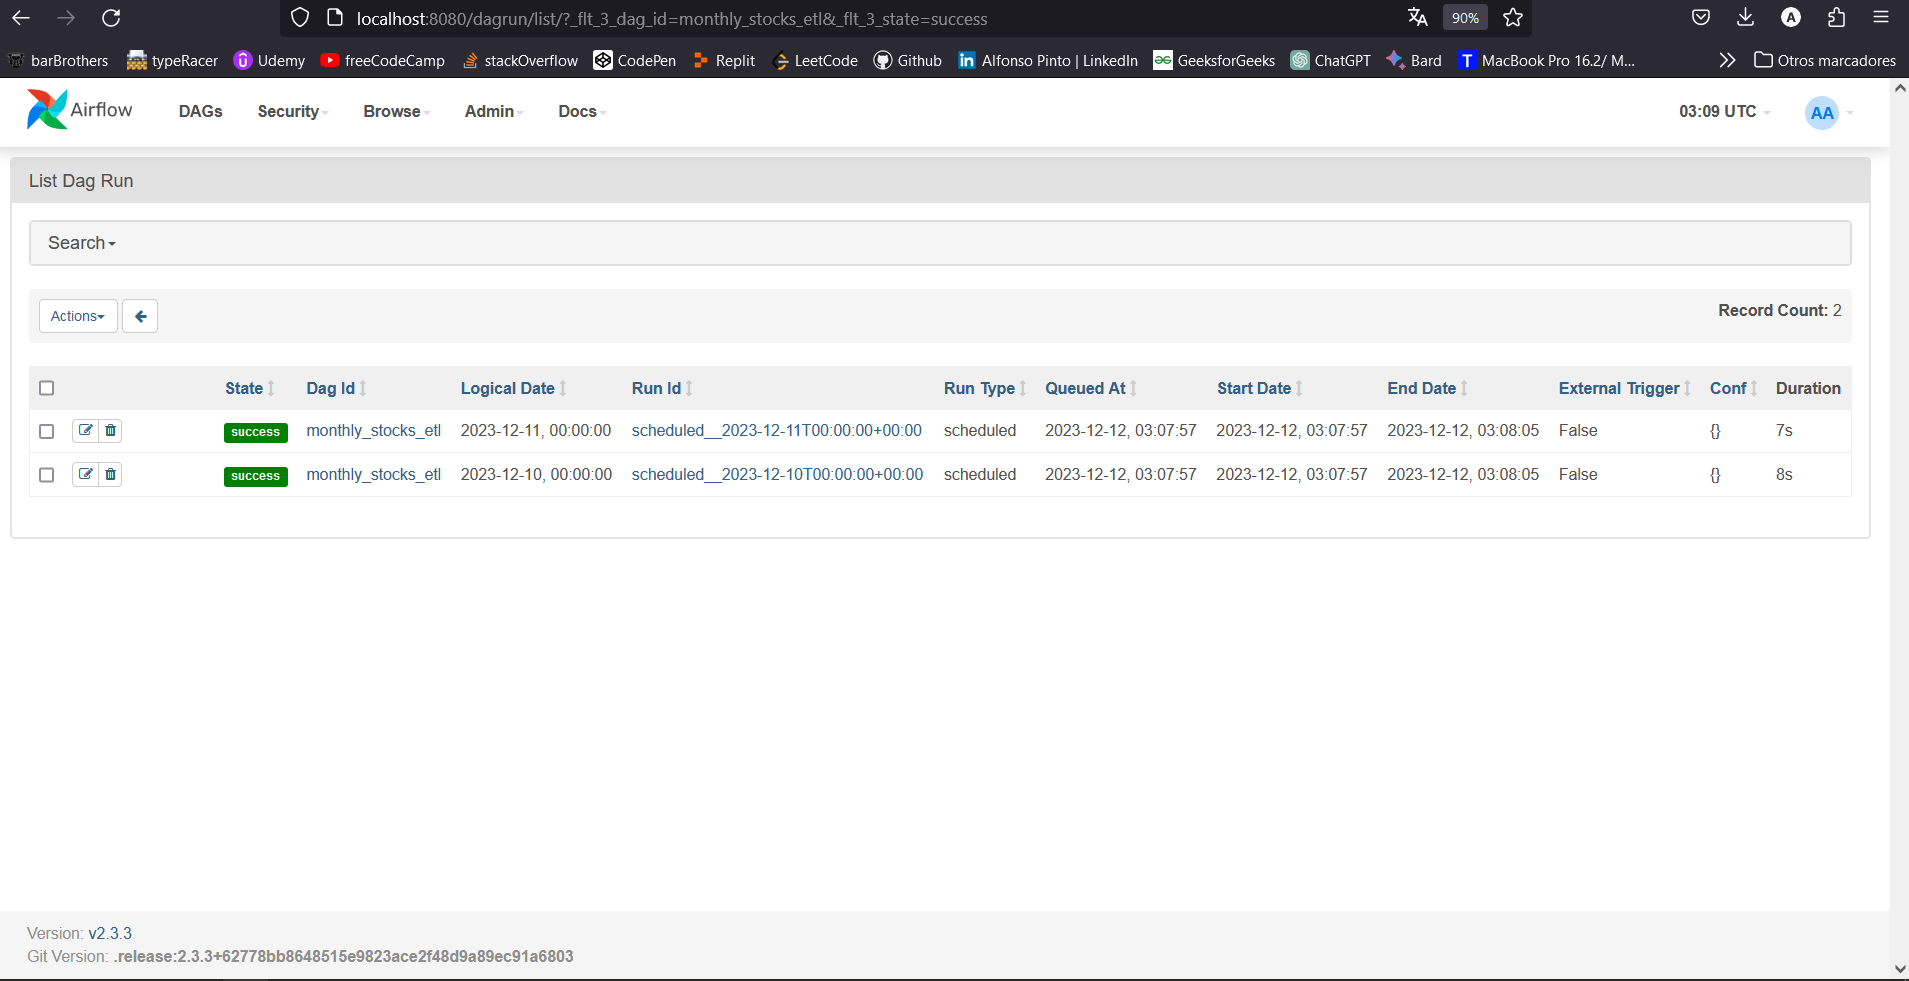 localhost:8080/dagrun/list/?_flt_3_dag_id=monthly_stocks_etl&_flt_3_state=success 90% A
barBrothers typeRacer Udemy freeCodeCamp stackOverflow CodePen Replit LeetCode Github Alfonso Pinto | LinkedIn GeeksforGeeks ChatGPT Bard T MacBook Pro 16.2/ M... Otros marcadores
Airflow DAGs Security Browse Admin Docs 03:09 UTC AA
List Dag Run
Search
Actions Record Count: 2
State Dag Id Logical Date Run Id Run Type Queued At Start Date End Date External Trigger Conf Duration
success monthly_stocks_etl 2023-12-11, 00:00:00 scheduled__2023-12-11T00:00:00+00:00 scheduled 2023-12-12, 03:07:57 2023-12-12, 03:07:57 2023-12-12, 03:08:05 False {} 7s
success monthly_stocks_etl 2023-12-10, 00:00:00 scheduled__2023-12-10T00:00:00+00:00 scheduled 2023-12-12, 03:07:57 2023-12-12, 03:07:57 2023-12-12, 03:08:05 False {} 8s
Version: v2.3.3
Git Version: .release:2.3.3+62778bb8648515e9823ace2f48d9a89ec91a6803